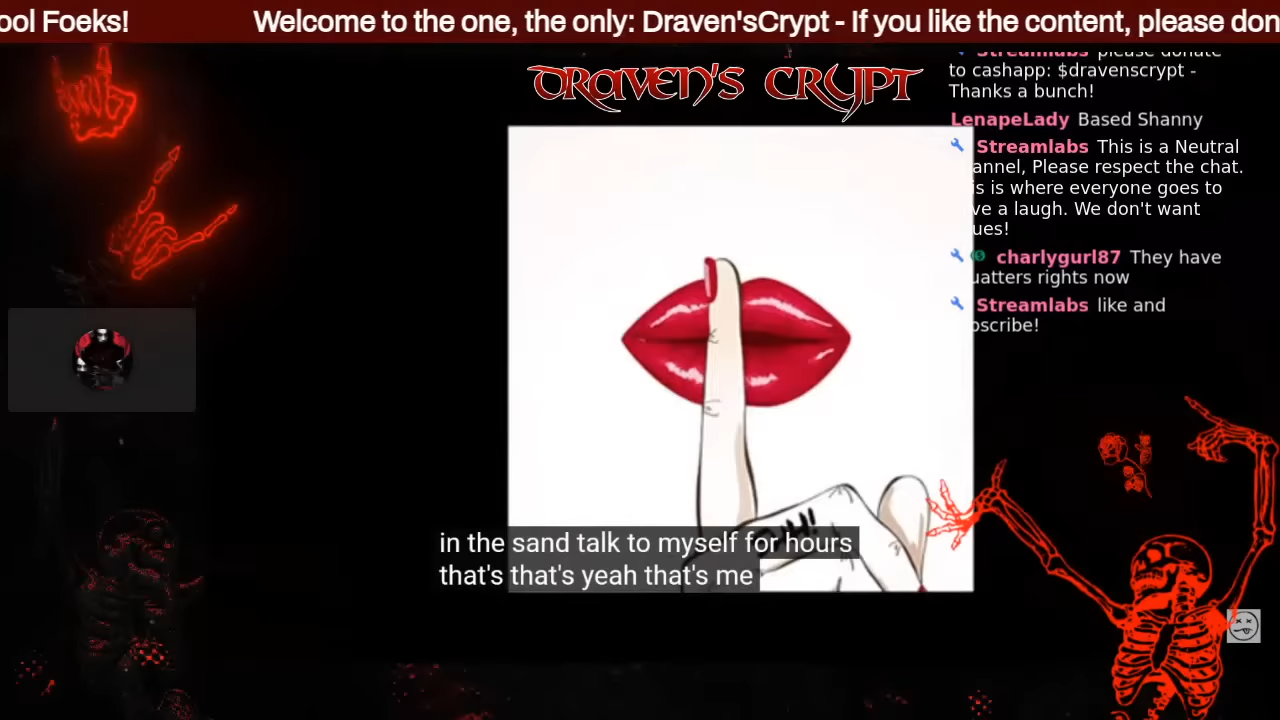 ool Foeks! Welcome to the one, the only: Draven'sCrypt - If you like the content, please don
DRAVEN'S CRYPT
Streamlabs please donate
to cashapp: $dravenscrypt -
Thanks a bunch!
LenapeLady Based Shanny
Streamlabs This is a Neutral
annel, Please respect the chat.
is is where everyone goes to
ve a laugh. We don't want
ues!
charlygurl87 They have
uatters rights now
Streamlabs like and
bscribe!
in the sand talk to myself for hours
that's that's yeah that's me